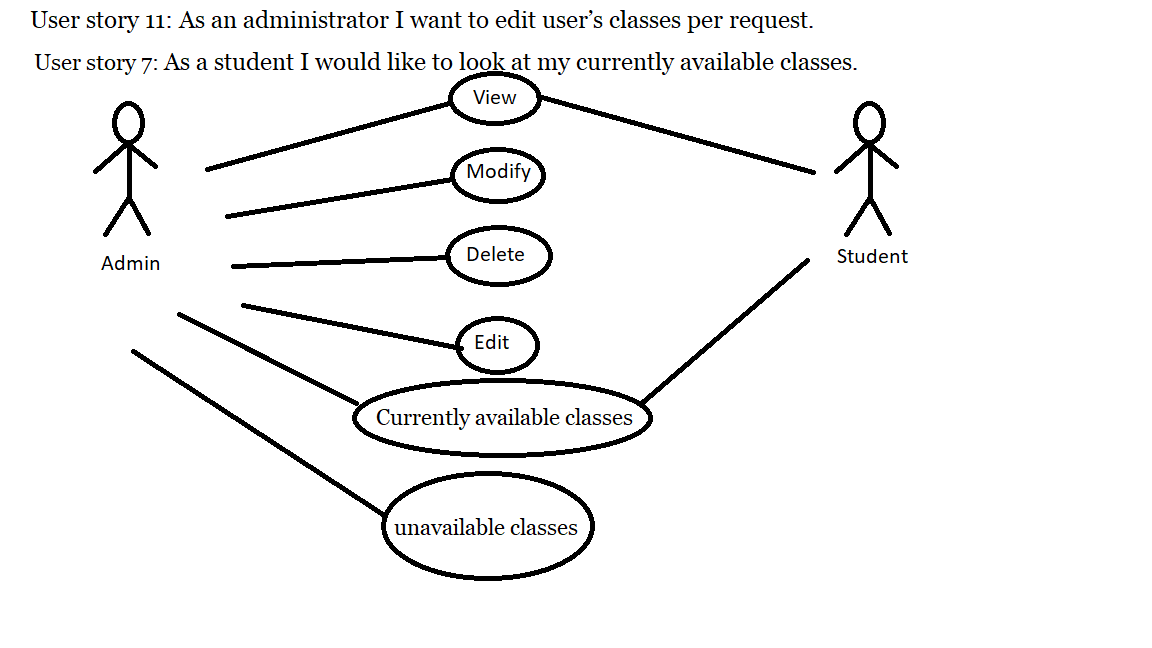 User story 11: As an administrator I want to edit user’s classes per request.
User story 7: As a student I would like to look at my currently available classes.
View
Modify
Delete
Admin
Student
Edit
Currently available classes
unavailable classes